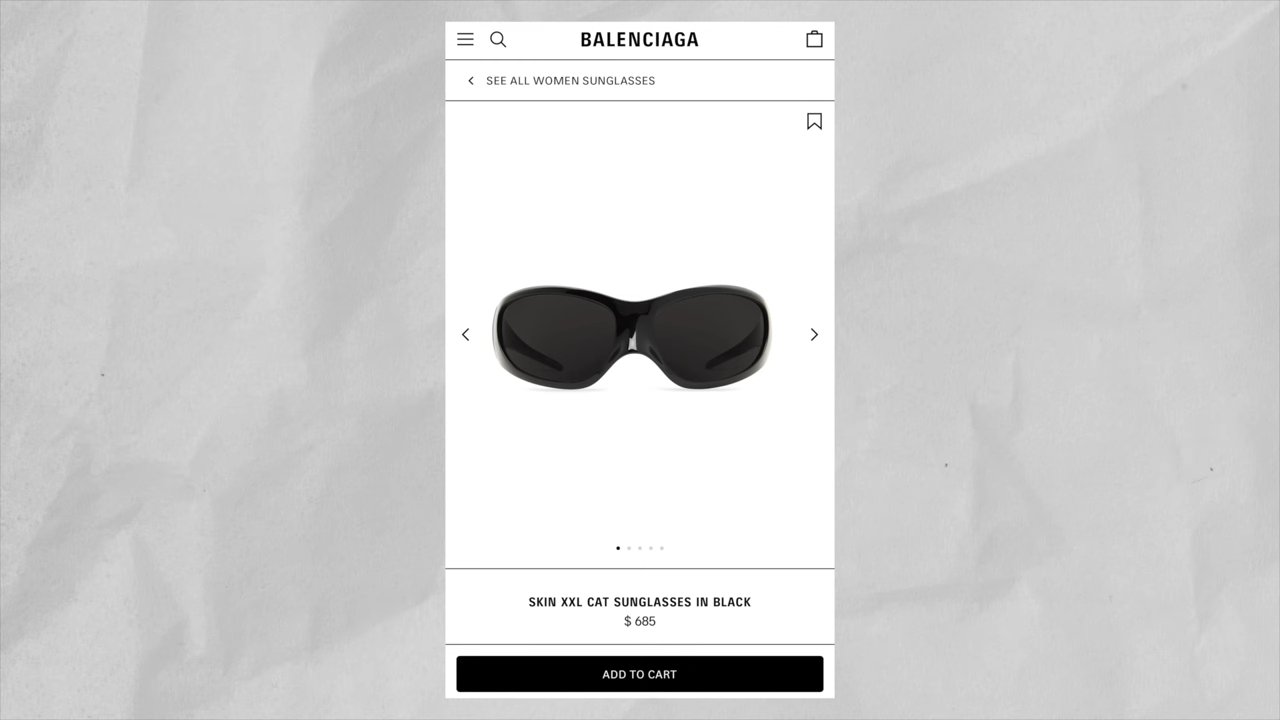 BALENCIAGA
SEE ALL WOMEN SUNGLASSES
SKIN XXL CAT SUNGLASSES IN BLACK
$ 685
ADD TO CART